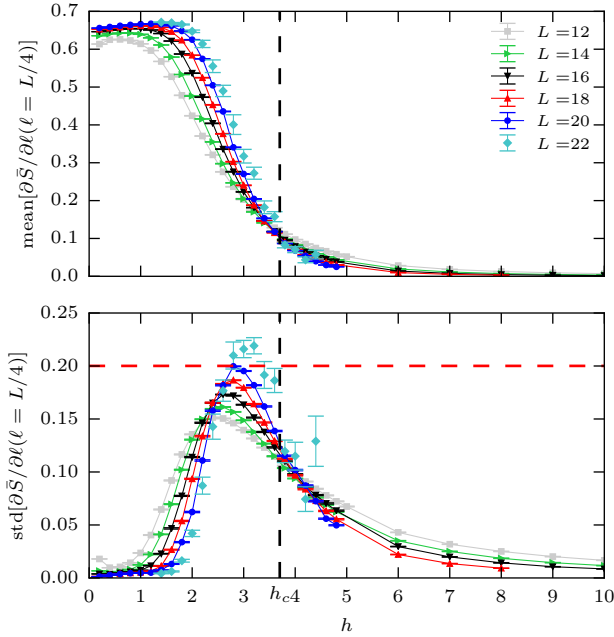 0.7
0.6
0.5
0.4
0.3
0.2
0.1
0.0
mean[∂S̄/∂ℓ(ℓ = L/4)]
L =12
L =14
L =16
L =18
L =20
L =22
0.25
0.20
0.15
0.10
0.05
0.00
std[∂S̄/∂ℓ(ℓ = L/4)]
0 1 2 3 h_c 4 5 6 7 8 9 10
h